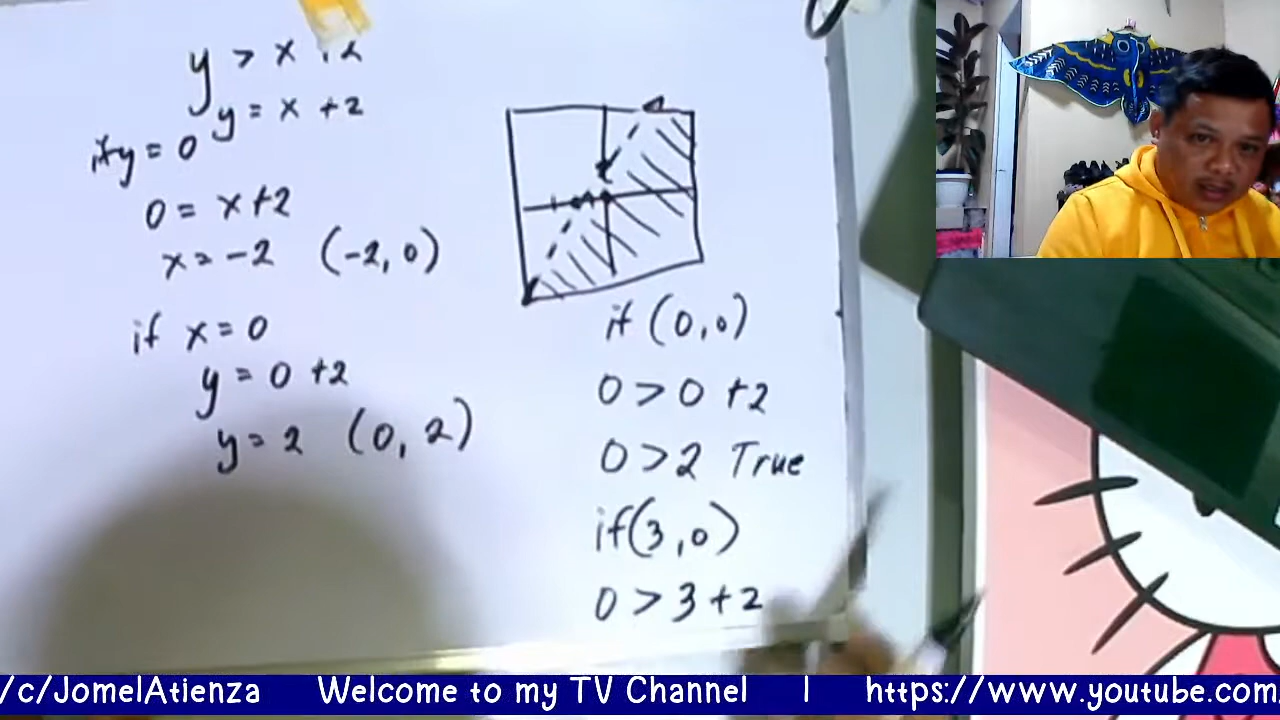 y > x + 2
y = x + 2
if y = 0
0 = x + 2
x = -2 (-2, 0)
if x = 0
y = 0 + 2
y = 2 (0, 2)
if (0, 0)
0 > 0 + 2
0 > 2 True
if (3, 0)
0 > 3 + 2
/c/JomelAtienza Welcome to my TV Channel | https://www.youtube.com